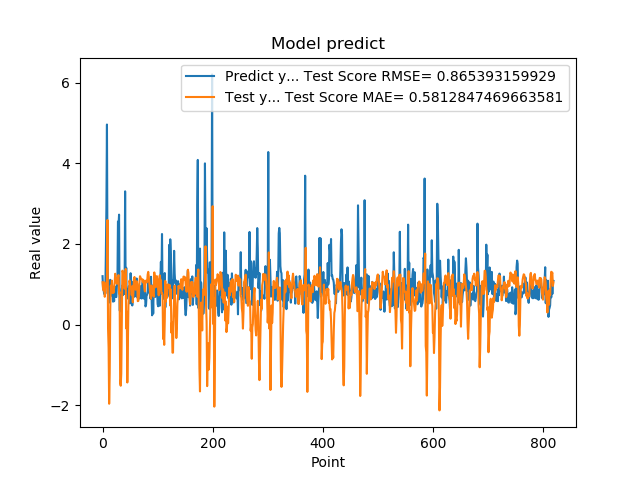 Model predict
Predict y... Test Score RMSE= 0.865393159929
Test y... Test Score MAE= 0.5812847469663581
6
4
2
0
−2
Real value
0 200 400 600 800
Point